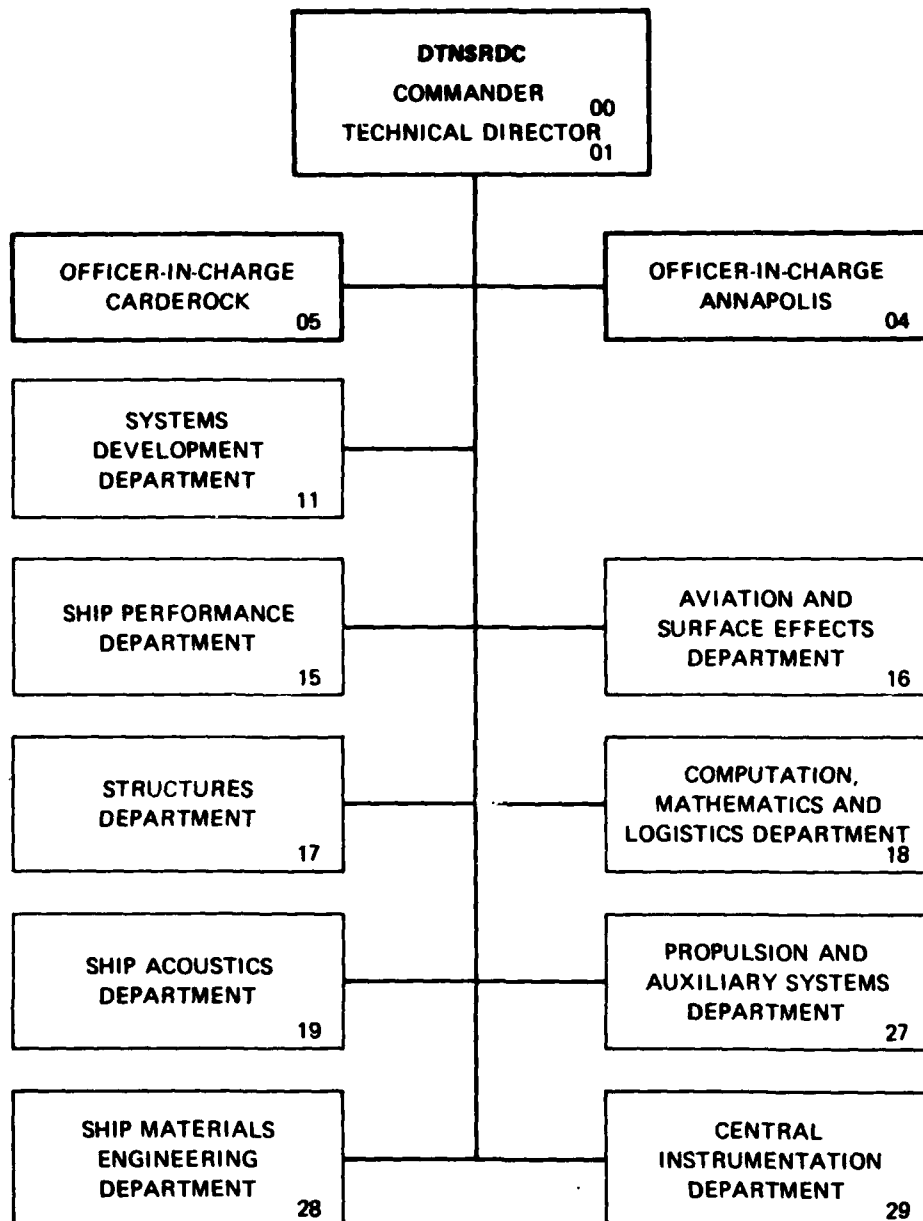 DTNSRDC
COMMANDER
00
TECHNICAL DIRECTOR
01
OFFICER-IN-CHARGE
CARDEROCK
05
OFFICER-IN-CHARGE
ANNAPOLIS
04
SYSTEMS
DEVELOPMENT
DEPARTMENT
11
SHIP PERFORMANCE
DEPARTMENT
15
AVIATION AND
SURFACE EFFECTS
DEPARTMENT
16
STRUCTURES
DEPARTMENT
17
COMPUTATION,
MATHEMATICS AND
LOGISTICS DEPARTMENT
18
SHIP ACOUSTICS
DEPARTMENT
19
PROPULSION AND
AUXILIARY SYSTEMS
DEPARTMENT
27
SHIP MATERIALS
ENGINEERING
DEPARTMENT
28
CENTRAL
INSTRUMENTATION
DEPARTMENT
29